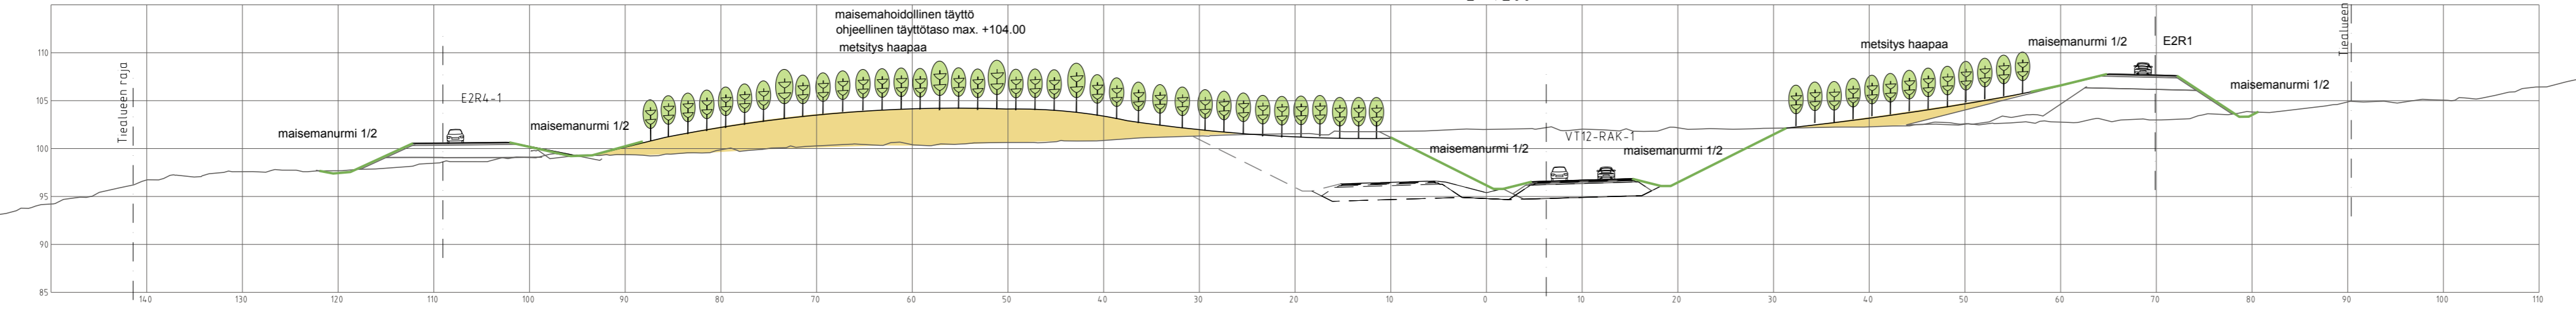 maisemahoidollinen täyttö
ohjeellinen täyttötaso max. +104.00
metsitys haapaa
metsitys haapaa
maisemanurmi 1/2
E2R1
Tiealueen
110
Tiealueen raja
E2R4-1
maisemanurmi 1/2
105
maisemanurmi 1/2
maisemanurmi 1/2
VT12-RAK-1
maisemanurmi 1/2
maisemanurmi 1/2
100
95
90
85
140 130 120 110 100 90 80 70 60 50 40 30 20 10 0 10 20 30 40 50 60 70 80 90 100 110